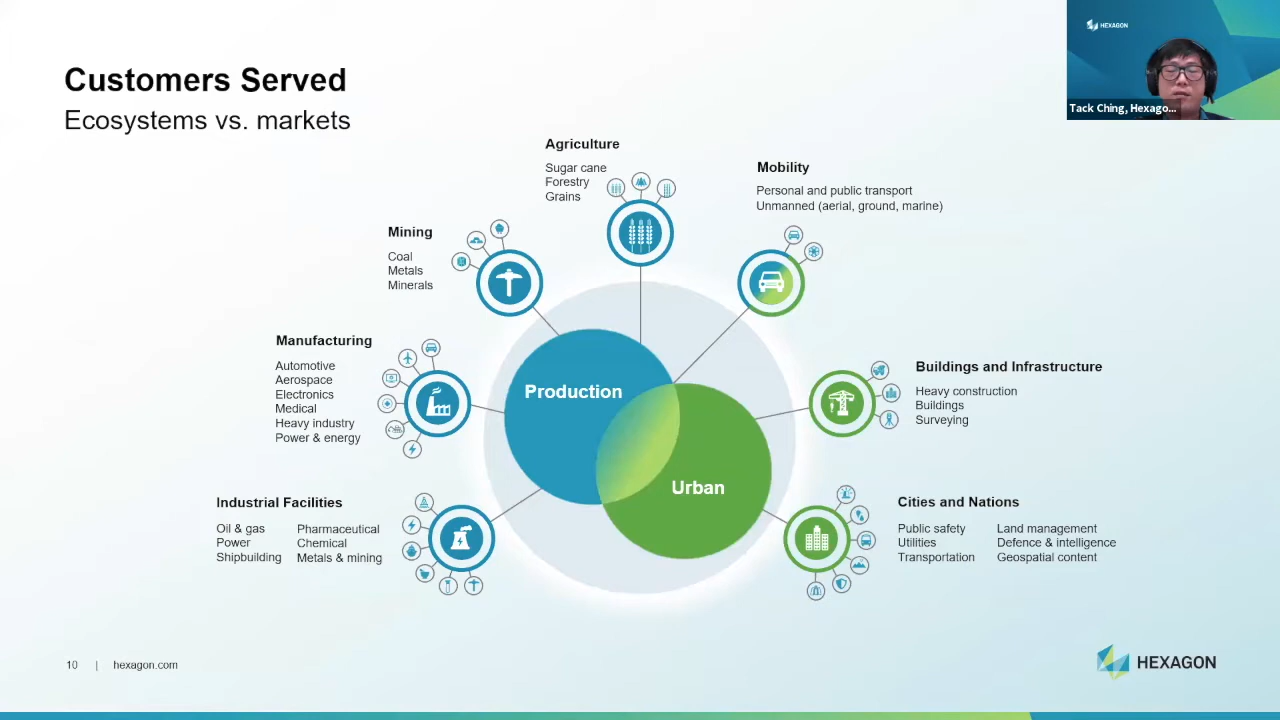 Customers Served
Ecosystems vs. markets
HEXAGON
Tack Ching, Hexago...
Agriculture
Sugar cane
Forestry
Grains
Mobility
Personal and public transport
Unmanned (aerial, ground, marine)
Mining
Coal
Metals
Minerals
Manufacturing
Automotive
Aerospace
Electronics
Medical
Heavy industry
Power & energy
Production
Urban
Buildings and Infrastructure
Heavy construction
Buildings
Surveying
Industrial Facilities
Oil & gas
Power
Shipbuilding
Pharmaceutical
Chemical
Metals & mining
Cities and Nations
Public safety
Utilities
Transportation
Land management
Defence & intelligence
Geospatial content
10 | hexagon.com
HEXAGON